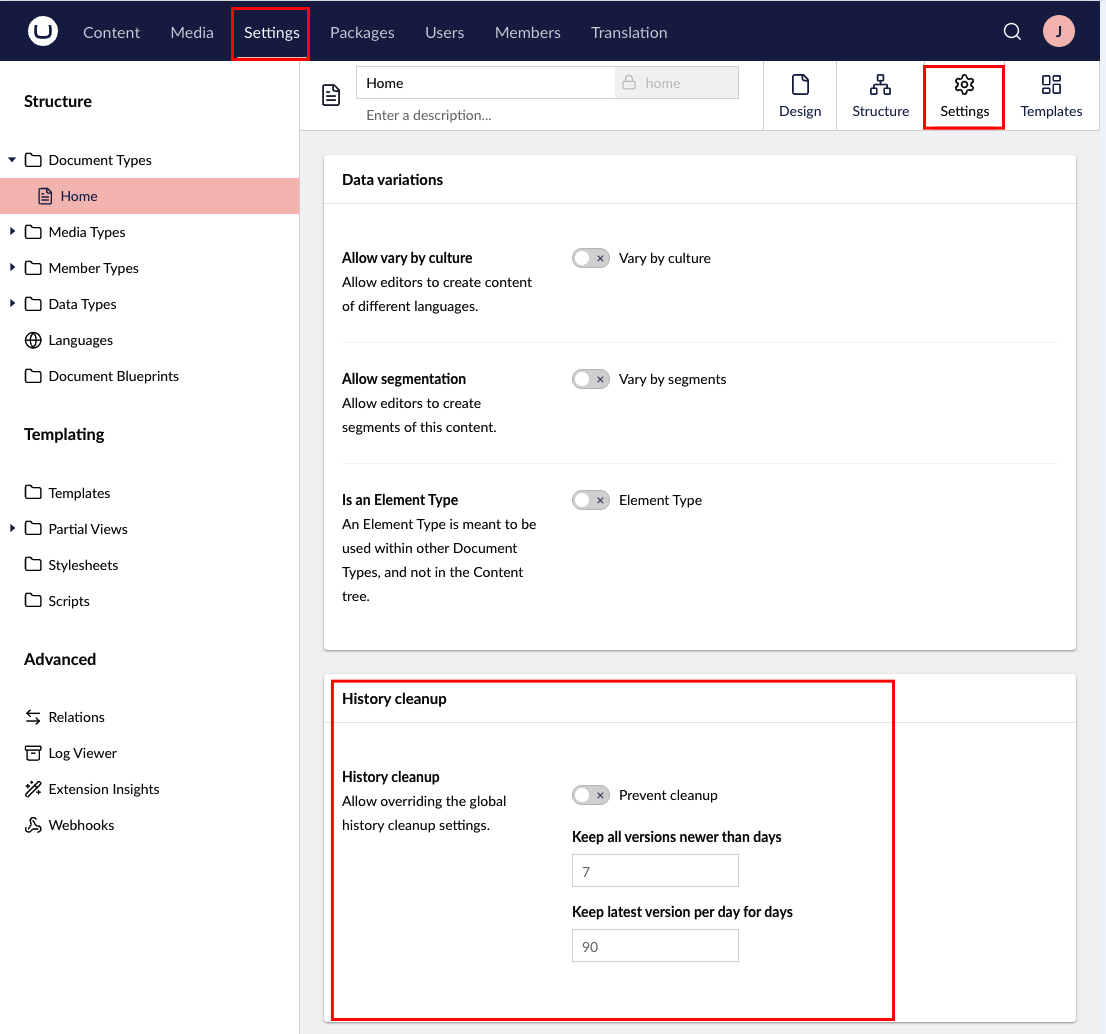 Content Media Settings Packages Users Members Translation J
Structure
Document Types
Home
Media Types
Member Types
Data Types
Languages
Document Blueprints
Templating
Templates
Partial Views
Stylesheets
Scripts
Advanced
Relations
Log Viewer
Extension Insights
Webhooks
Home home
Enter a description...
Design Structure Settings Templates
Data variations
Allow vary by culture
Allow editors to create content
of different languages.
Vary by culture
Allow segmentation
Allow editors to create
segments of this content.
Vary by segments
Is an Element Type
An Element Type is meant to be
used within other Document
Types, and not in the Content
tree.
Element Type
History cleanup
History cleanup
Allow overriding the global
history cleanup settings.
Prevent cleanup
Keep all versions newer than days
7
Keep latest version per day for days
90